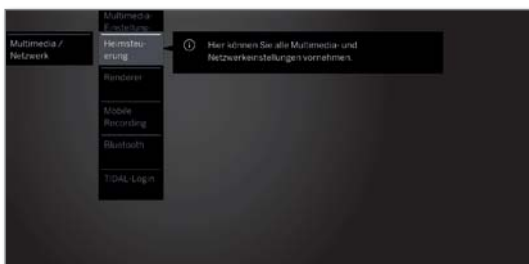 Multimedia-
Einstellung
Multimedia /
Netzwerk
Heimsteu-
erung
Hier können Sie alle Multimedia- und
Netzwerkeinstellungen vornehmen.
Renderer
Mobile
Recording
Bluetooth
TIDAL-Login